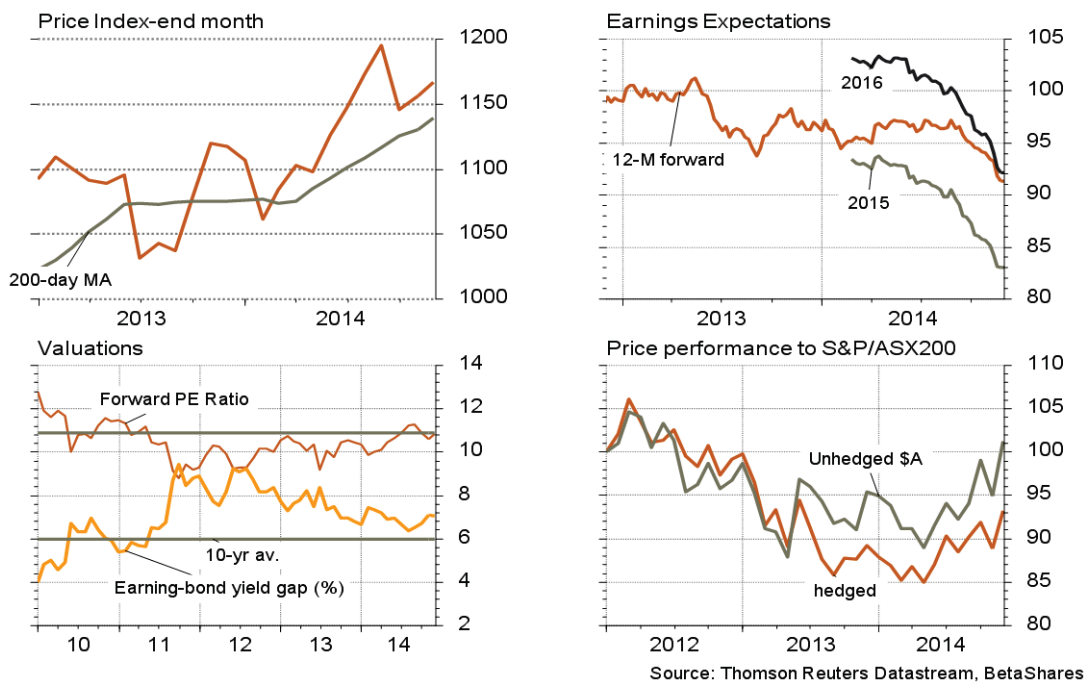 Price Index-end month
1200
1150
1100
1050
1000
200-day MA
2013 2014
Earnings Expectations
105
100
95
90
85
80
2016
12-M forward
2015
2013 2014
Valuations
14
12
10
8
6
4
2
Forward PE Ratio
10-yr av.
Earning-bond yield gap (%)
10 11 12 13 14
Price performance to S&P/ASX200
110
105
100
95
90
85
80
Unhedged $A
hedged
2012 2013 2014
Source: Thomson Reuters Datastream, BetaShares